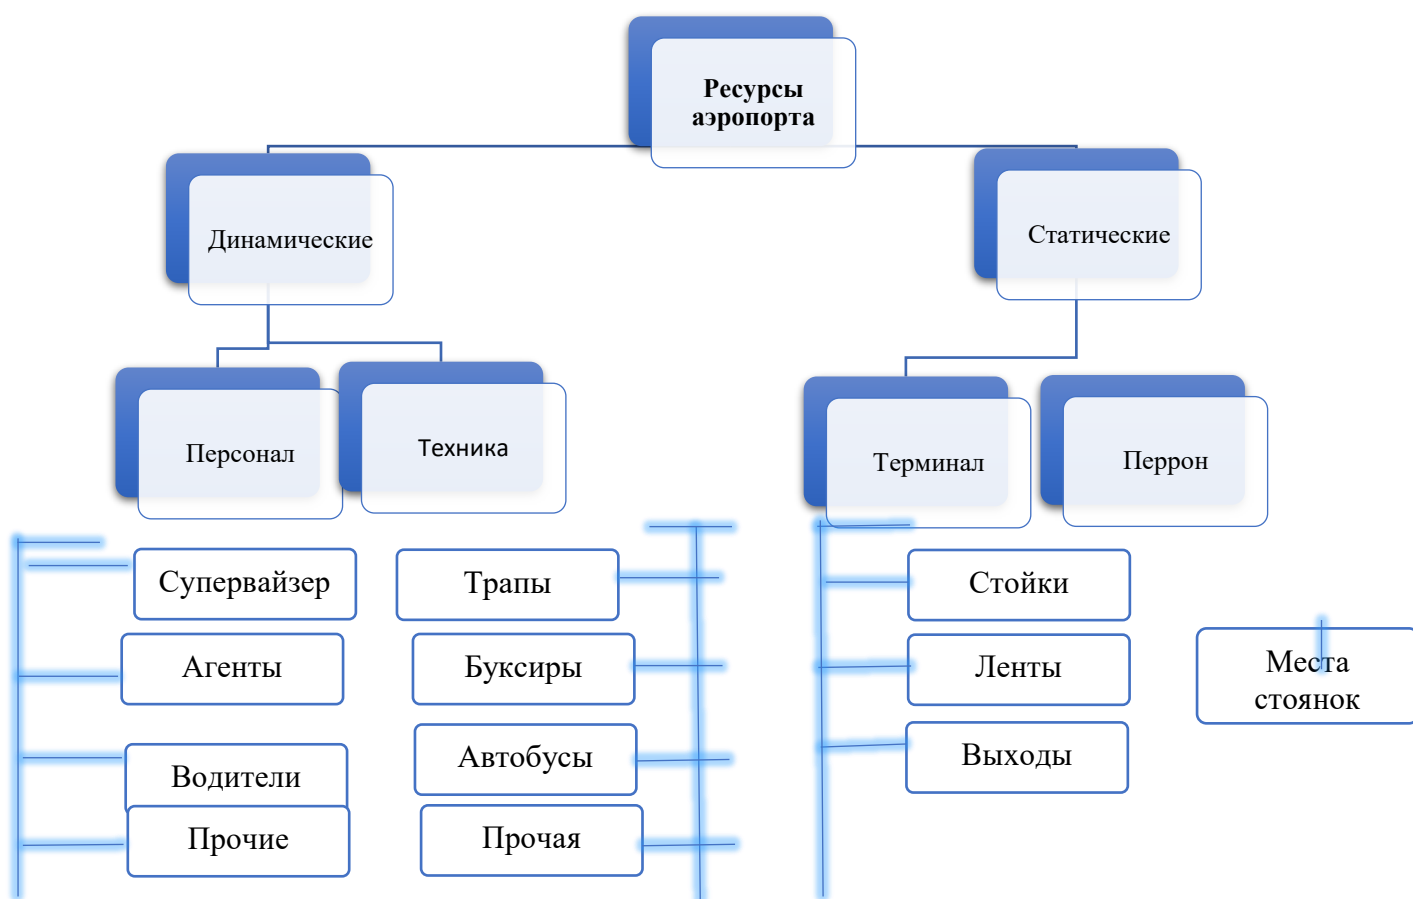 Ресурсы
аэропорта
Динамические
Статические
Персонал
Техника
Терминал
Перрон
Супервайзер
Трапы
Стойки
Агенты
Буксиры
Ленты
Места
стоянок
Водители
Автобусы
Выходы
Прочие
Прочая